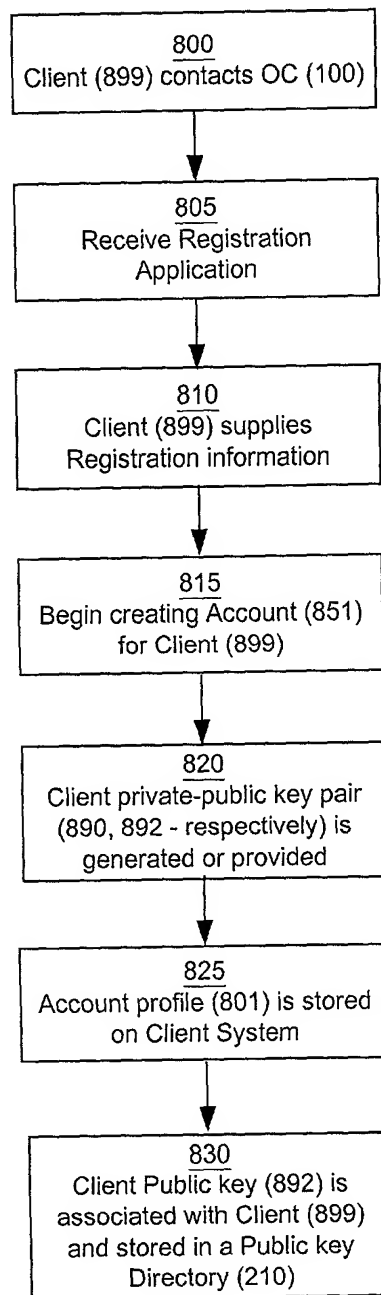 800
Client (899) contacts OC (100)
805
Receive Registration
Application
810
Client (899) supplies
Registration information
815
Begin creating Account (851)
for Client (899)
820
Client private-public key pair
(890, 892 - respectively) is
generated or provided
825
Account profile (801) is stored
on Client System
830
Client Public key (892) is
associated with Client (899)
and stored in a Public key
Directory (210)